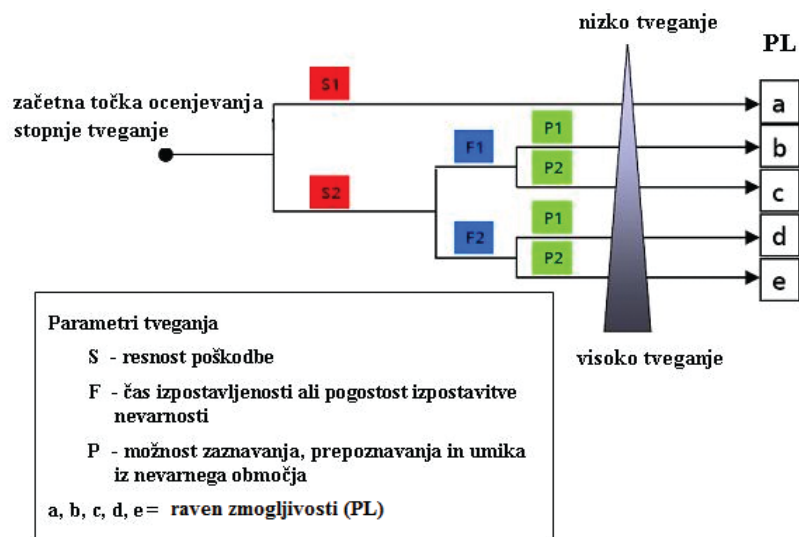 nizko tveganje
PL
začetna točka ocenjevanja
stopnje tveganje
S1
a
F1
P1
b
P2
c
S2
P1
d
F2
P2
e
visoko tveganje
Parametri tveganja
S - resnost poškodbe
F - čas izpostavljenosti ali pogostost izpostavitve
nevarnosti
P - možnost zaznavanja, prepoznavanja in umika
iz nevarnega območja
a, b, c, d, e = raven zmogljivosti (PL)